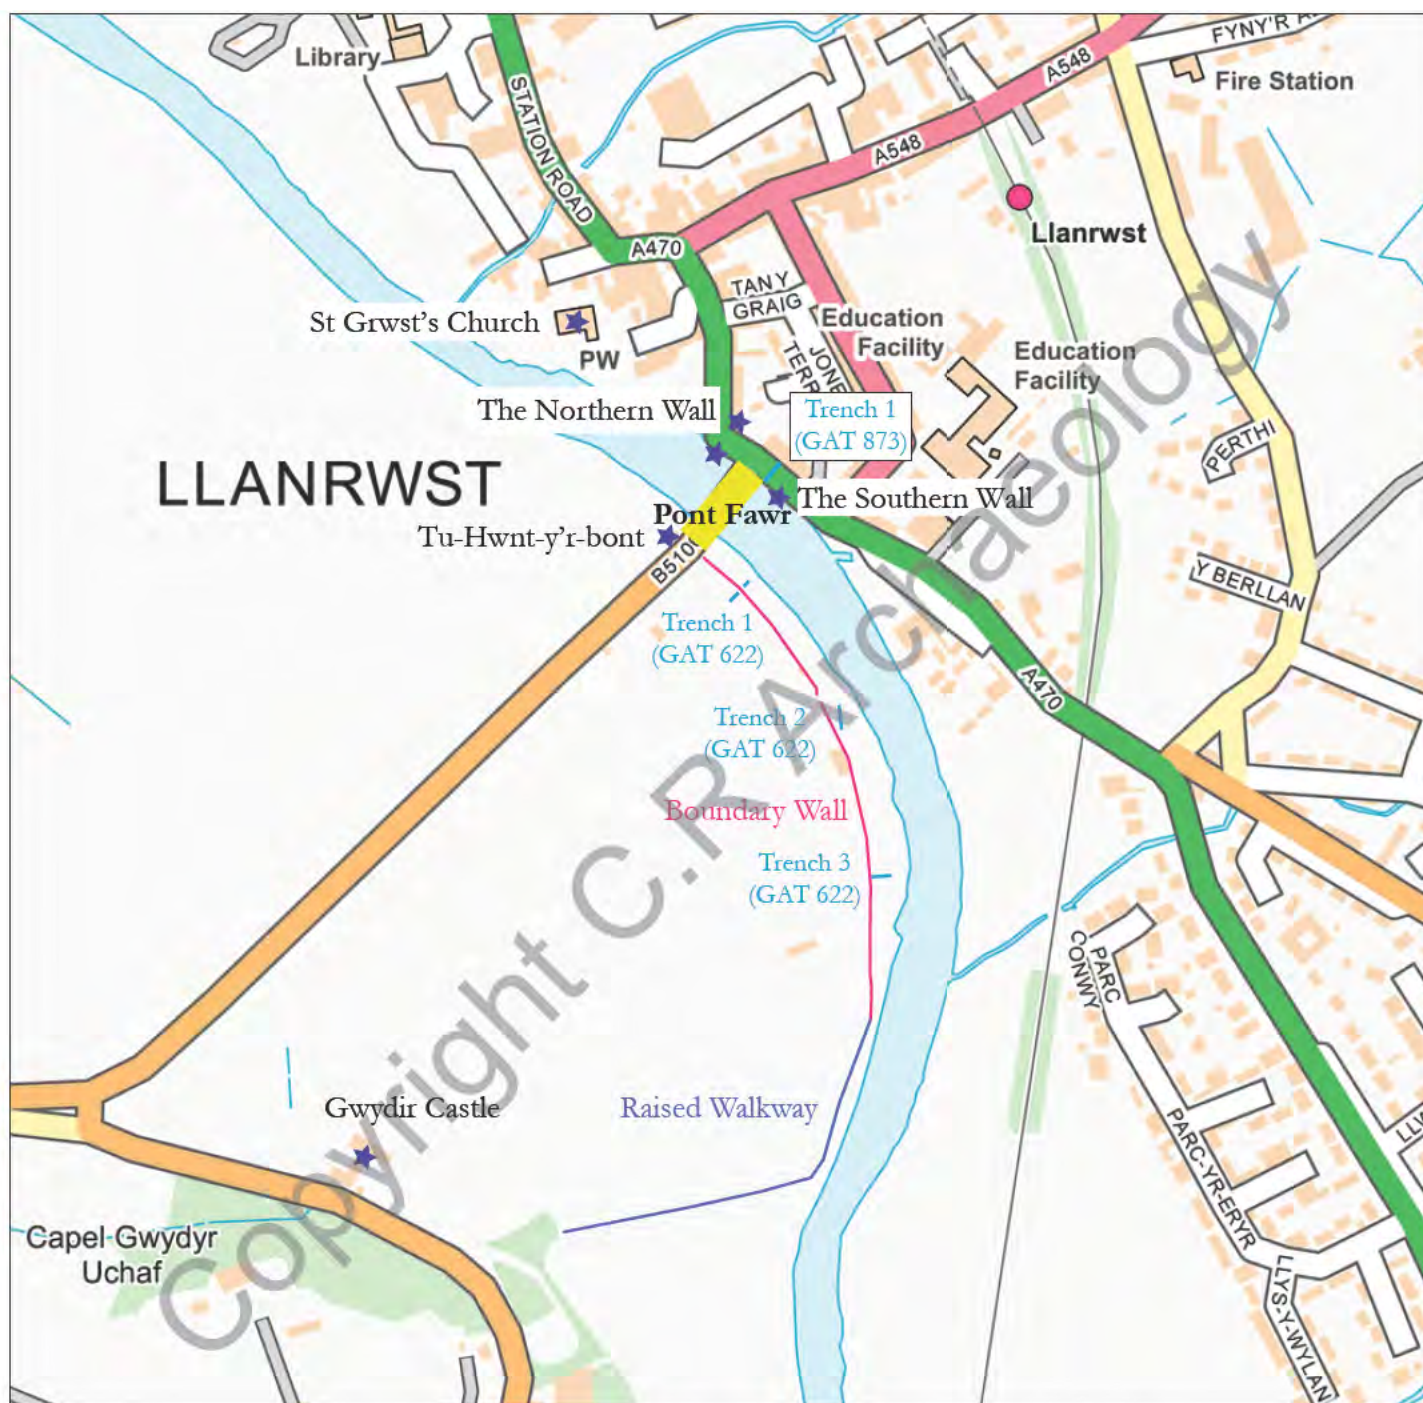 Library
STATION ROAD
A548
FYNY'R
Fire Station
A548
Llanrwst
A470
TAN Y
GRAIG
St Grwst's Church
PW
Education
Facility
JONE
TERR
Education
Facility
The Northern Wall
Trench 1
(GAT 873)
PERTHI
LLANRWST
The Southern Wall
Pont Fawr
Tu-Hwnt-y'r-bont
B510
Y BERLLAN
Trench 1
(GAT 622)
A470
Trench 2
(GAT 622)
Boundary Wall
Trench 3
(GAT 622)
PARC
CONWY
Gwydir Castle
Raised Walkway
PARC-YR-ERYR
Capel Gwydyr
Uchaf
LLYS-Y-WYLAN
Copyright C.R Archaeology